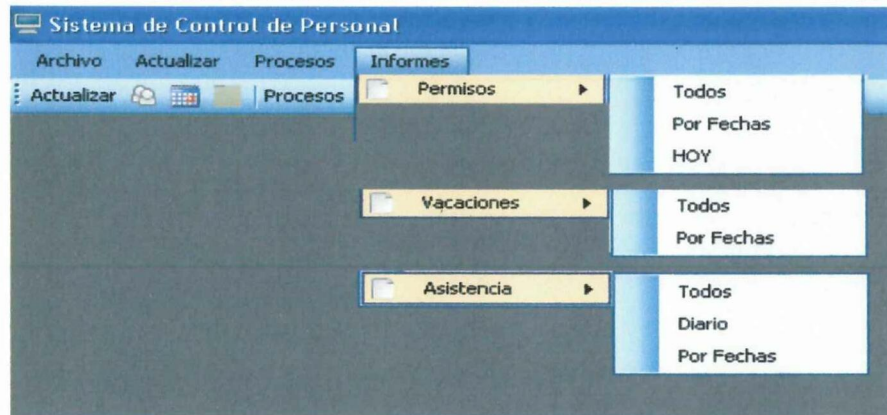 Sistema de Control de Personal
Archivo Actualizar Procesos Informes
Actualizar Procesos
Permisos
Todos
Por Fechas
HOY
Vacaciones
Todos
Por Fechas
Asistencia
Todos
Diario
Por Fechas